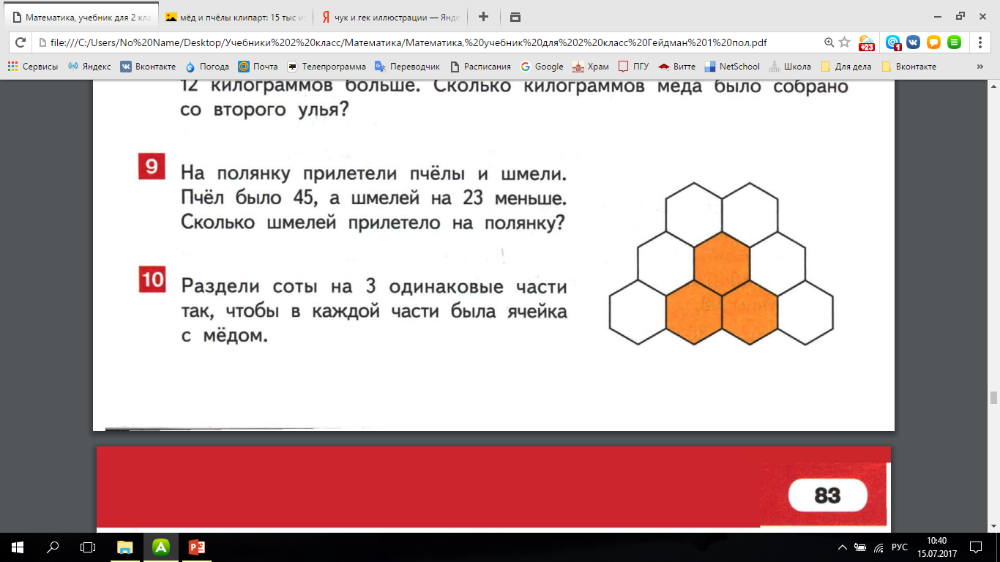 Математика, учебник для 2 кла
мёд и пчёлы клипарт: 15 тыс из
чук и гек иллюстрации — Янде
file:///C:/Users/No%20Name/Desktop/Учебники%202%20класс/Математика/Математика,%20учебник%20для%202%20класс%20Гейдман%201%20пол.pdf
+23
1
Сервисы Яндекс Вконтакте Погода Почта Телепрограмма Переводчик Расписания Google Храм ПГУ Витте NetSchool Школа Для дела Вконтакте »
12 килограммов больше. Сколько килограммов мёда было собрано
со второго улья?
9 На полянку прилетели пчёлы и шмели.
Пчёл было 45, а шмелей на 23 меньше.
Сколько шмелей прилетело на полянку?
10 Раздели соты на 3 одинаковые части
так, чтобы в каждой части была ячейка
с мёдом.
83
РУС
10:40
15.07.2017